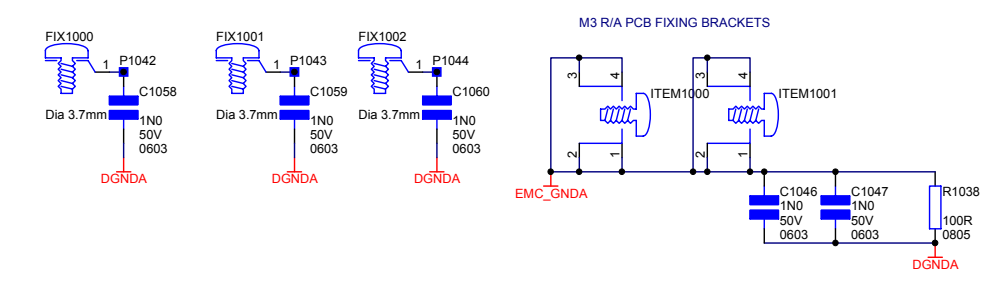 M3 R/A PCB FIXING BRACKETS
FIX1000
1
P1042
C1058
Dia 3.7mm
1N0
50V
0603
DGNDA
FIX1001
1
P1043
C1059
Dia 3.7mm
1N0
50V
0603
DGNDA
FIX1002
1
P1044
C1060
Dia 3.7mm
1N0
50V
0603
DGNDA
3
4
ITEM1000
2
1
3
4
ITEM1001
2
1
EMC_GNDA
C1046
1N0
50V
0603
C1047
1N0
50V
0603
R1038
100R
0805
DGNDA